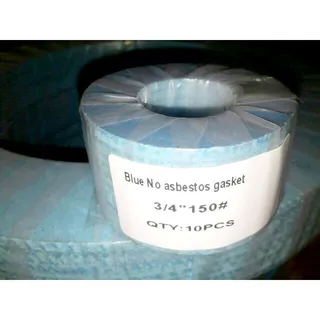 Blue No asbestos gasket
3/4"150#
QTY:10PCS